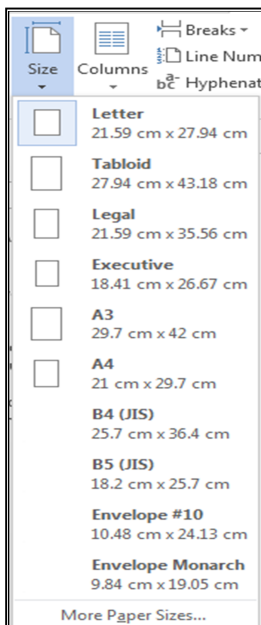 Size
Columns
Breaks
Line Num
Hyphenat
Letter
21.59 cm x 27.94 cm
Tabloid
27.94 cm x 43.18 cm
Legal
21.59 cm x 35.56 cm
Executive
18.41 cm x 26.67 cm
A3
29.7 cm x 42 cm
A4
21 cm x 29.7 cm
B4 (JIS)
25.7 cm x 36.4 cm
B5 (JIS)
18.2 cm x 25.7 cm
Envelope #10
10.48 cm x 24.13 cm
Envelope Monarch
9.84 cm x 19.05 cm
More Paper Sizes...